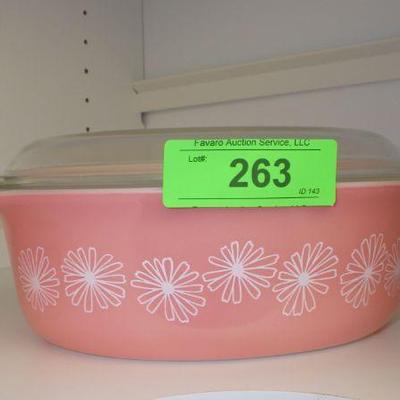 Favaro Auction Service, LLC
Lot#:
263
ID:143